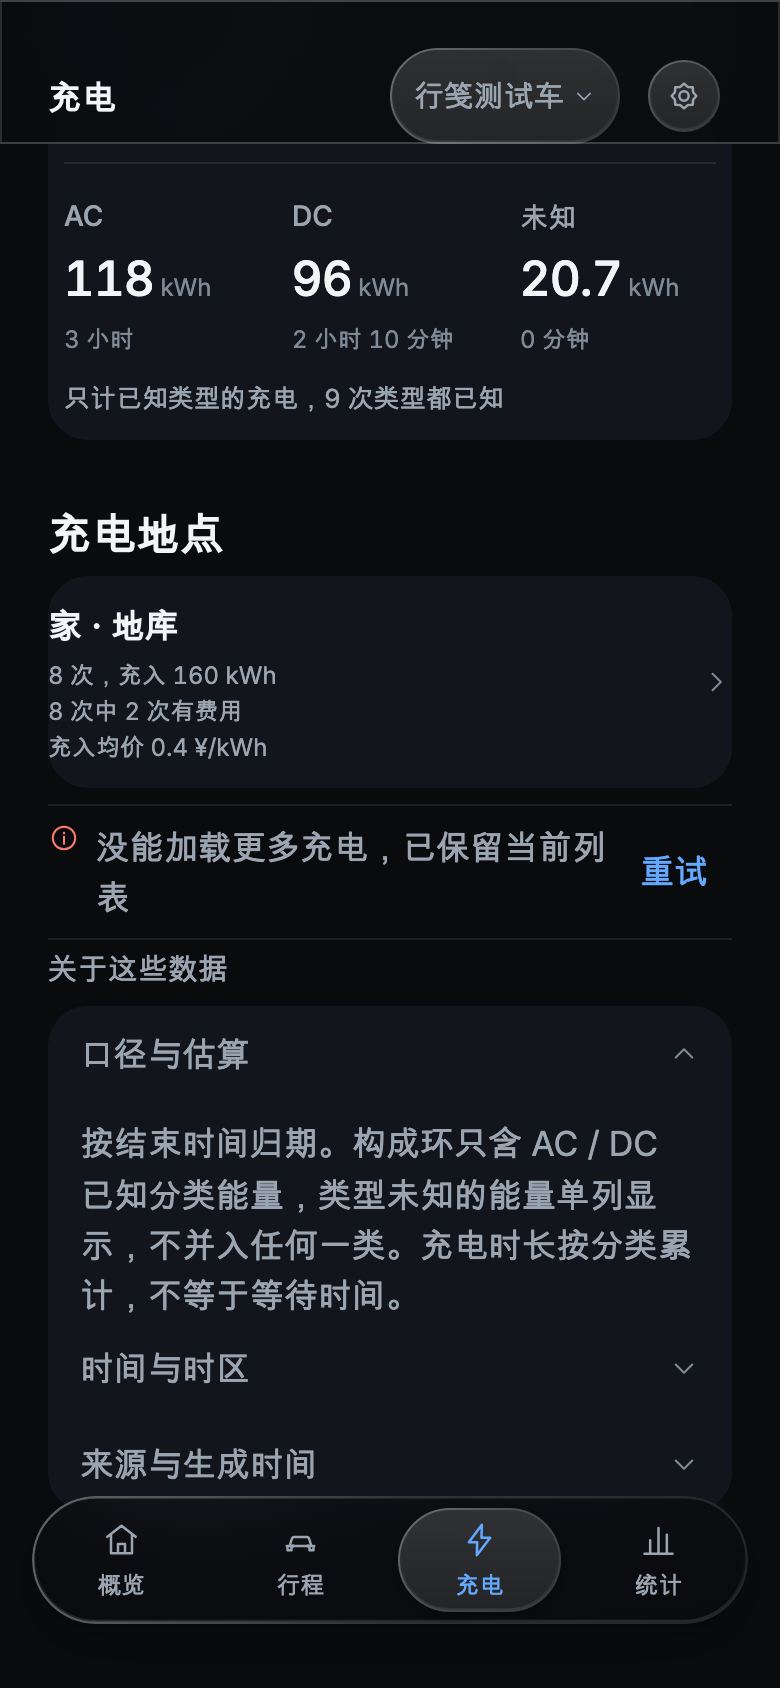 充电
行笺测试车
AC DC 未知
118 kWh 96 kWh 20.7 kWh
3 小时 2 小时 10 分钟 0 分钟
只计已知类型的充电，9 次类型都已知
充电地点
家 · 地库
8 次，充入 160 kWh
8 次中 2 次有费用
充入均价 0.4 ¥/kWh
没能加载更多充电，已保留当前列
表
重试
关于这些数据
口径与估算
按结束时间归期。构成环只含 AC / DC
已知分类能量，类型未知的能量单列显
示，不并入任何一类。充电时长按分类累
计，不等于等待时间。
时间与时区
来源与生成时间
概览 行程 充电 统计